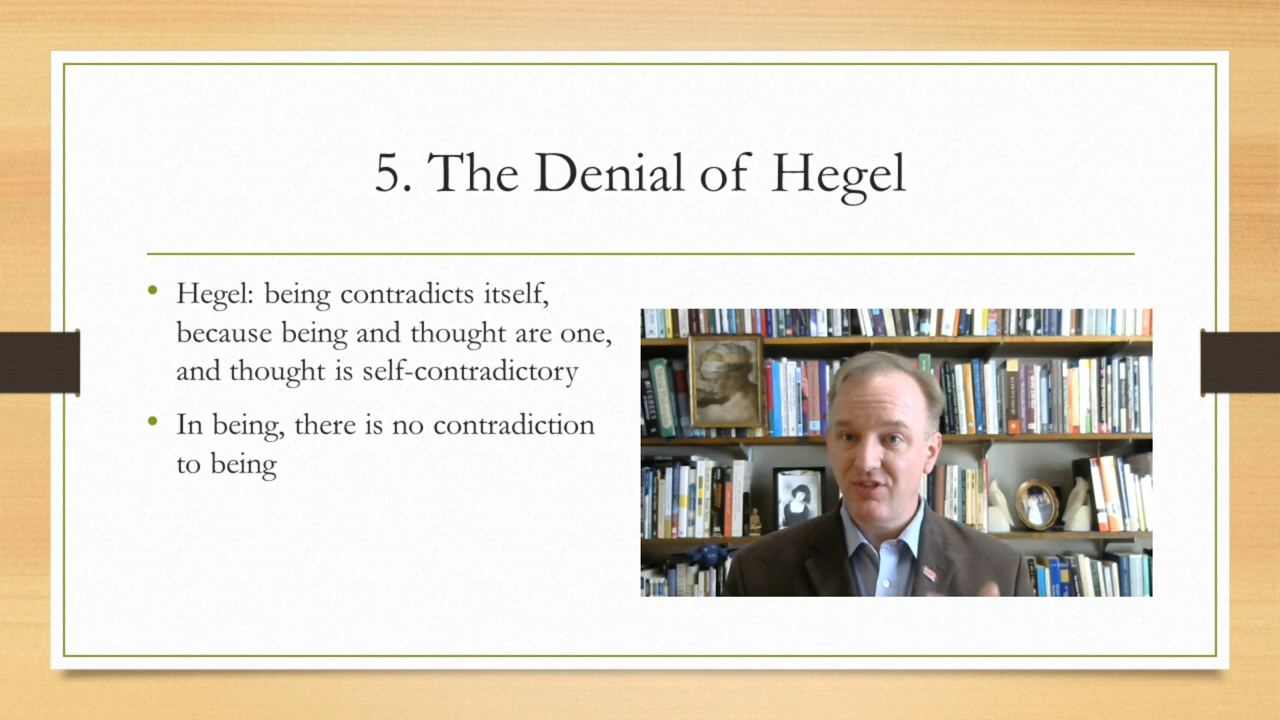 5. The Denial of Hegel
• Hegel: being contradicts itself,
because being and thought are one,
and thought is self-contradictory
• In being, there is no contradiction
to being